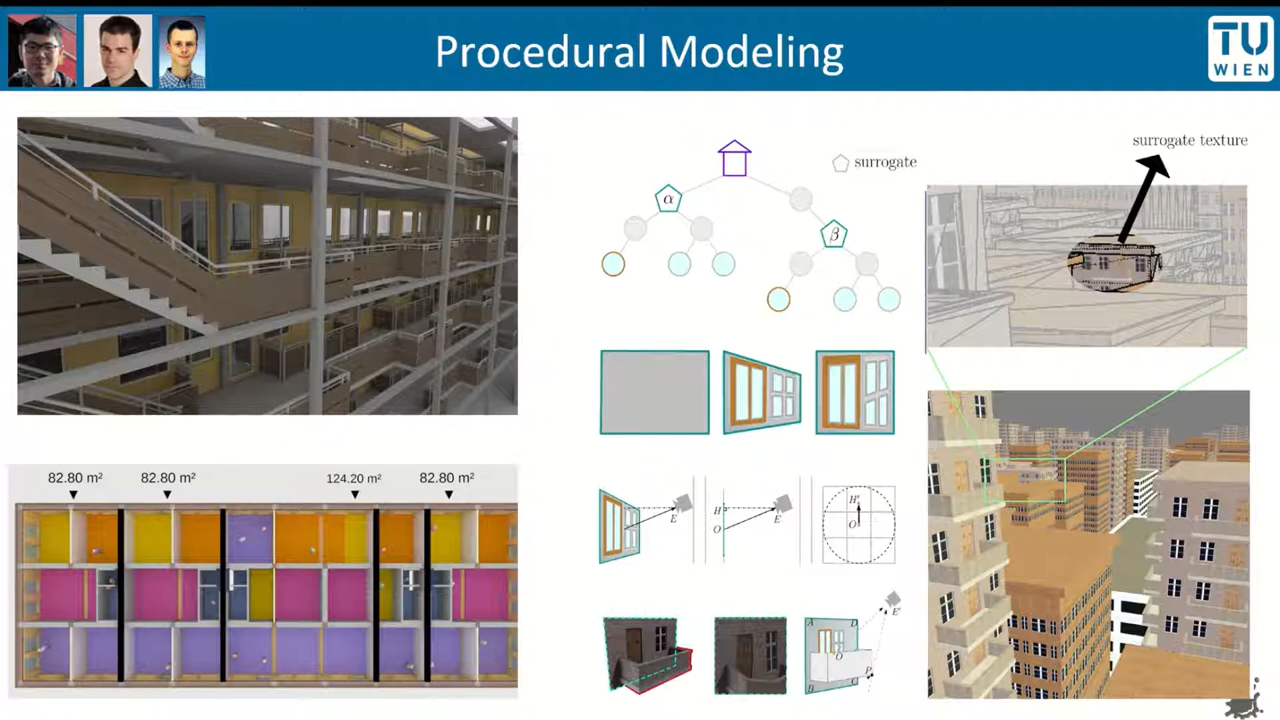 Procedural Modeling
TU
WIEN
surrogate texture
surrogate
α
β
82.80 m²
82.80 m²
124.20 m²
82.80 m²
H
O
E
E
H'
O'
A
D
O
B
C
P
E'